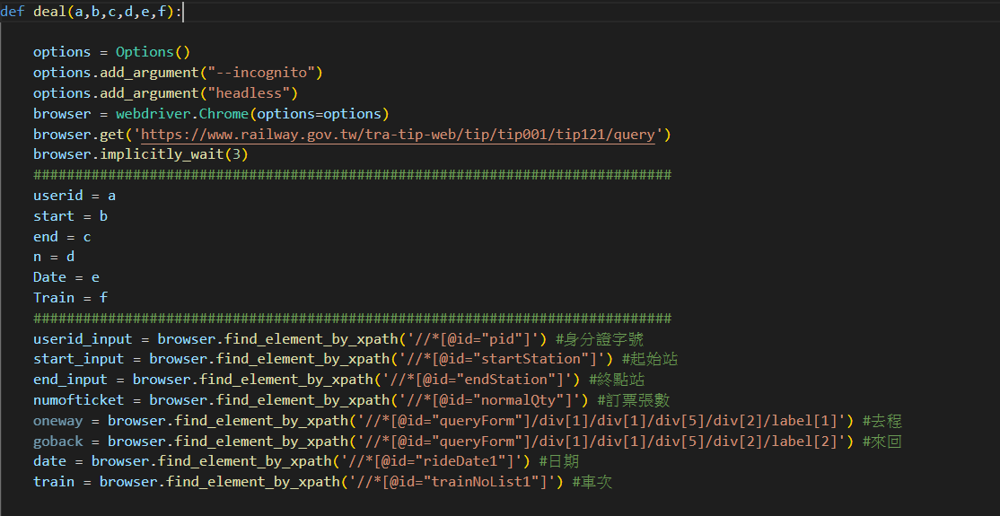 def deal(a,b,c,d,e,f):
options = Options()
options.add_argument("--incognito")
options.add_argument("headless")
browser = webdriver.Chrome(options=options)
browser.get('https://www.railway.gov.tw/tra-tip-web/tip/tip001/tip121/query')
browser.implicitly_wait(3)
#############################################################################
userid = a
start = b
end = c
n = d
Date = e
Train = f
#############################################################################
userid_input = browser.find_element_by_xpath('//*[@id="pid"]') #身分證字號
start_input = browser.find_element_by_xpath('//*[@id="startStation"]') #起始站
end_input = browser.find_element_by_xpath('//*[@id="endStation"]') #終點站
numofticket = browser.find_element_by_xpath('//*[@id="normalQty"]') #訂票張數
oneway = browser.find_element_by_xpath('//*[@id="queryForm"]/div[1]/div[1]/div[5]/div[2]/label[1]') #去程
goback = browser.find_element_by_xpath('//*[@id="queryForm"]/div[1]/div[1]/div[5]/div[2]/label[2]') #來回
date = browser.find_element_by_xpath('//*[@id="rideDate1"]') #日期
train = browser.find_element_by_xpath('//*[@id="trainNoList1"]') #車次